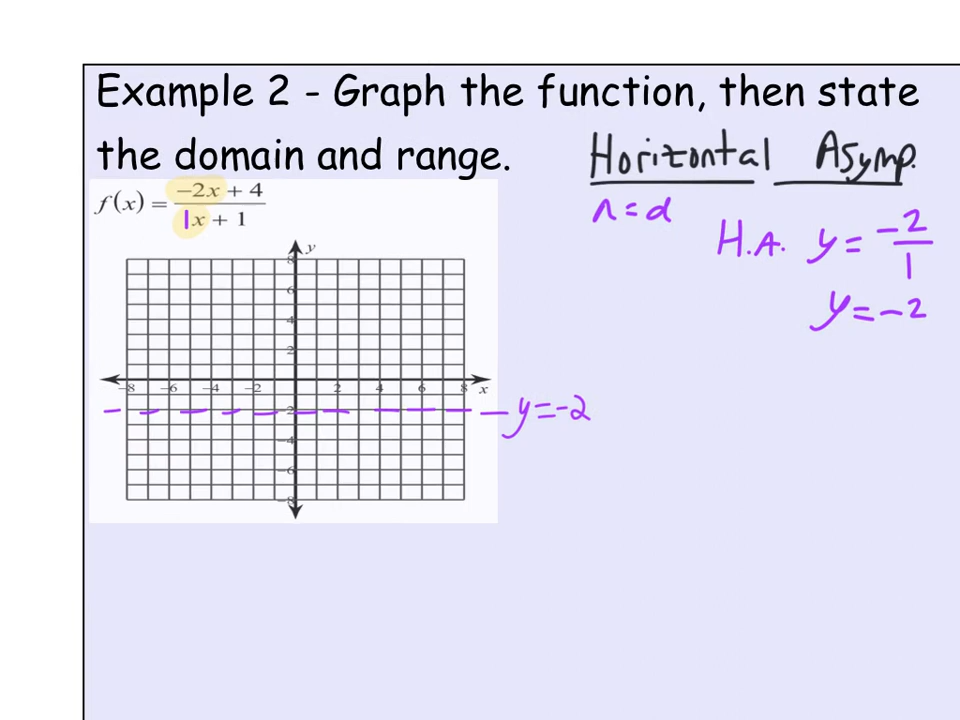 Example 2 - Graph the function, then state
the domain and range.
Horizontal Asymp.
f(x) = (-2x + 4)/(1x + 1)
n = d
H.A. y = -2/1
y = -2
y
8
6
4
2
-8 -6 -4 -2 2 4 6 8 x
-2
y = -2
-4
-6
-8